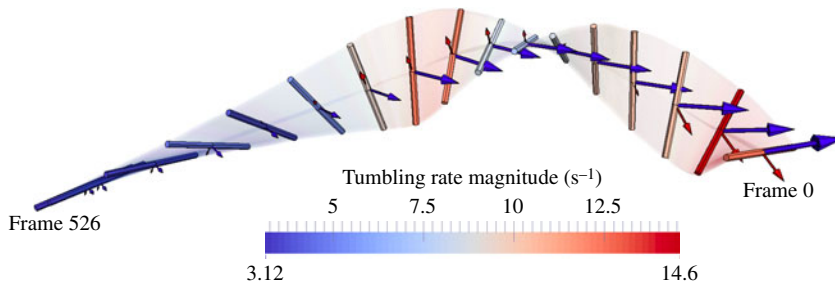 Frame 526
Frame 0
Tumbling rate magnitude (s–1)
5 7.5 10 12.5
3.12 14.6